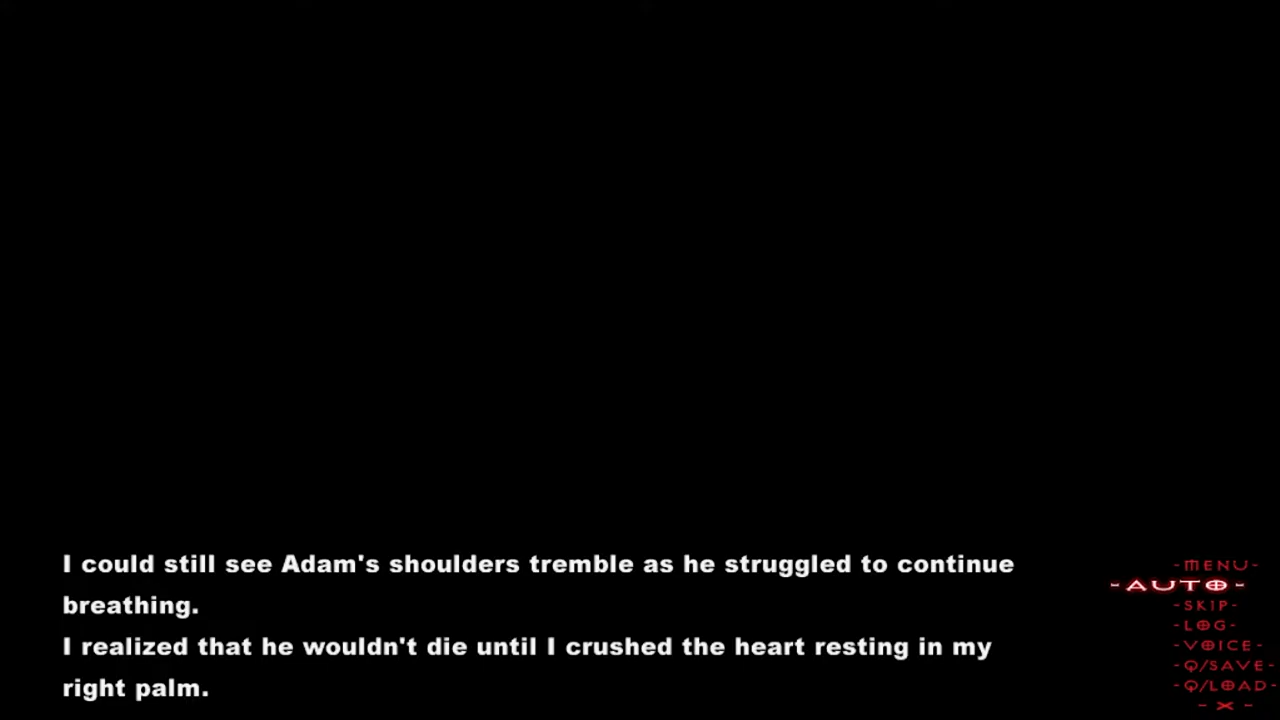 I could still see Adam's shoulders tremble as he struggled to continue
breathing.
I realized that he wouldn't die until I crushed the heart resting in my
right palm.
-MENU-
-AUTO-
-SKIP-
-LOG-
-VOICE-
-Q/SAVE-
-Q/LOAD-
-X-